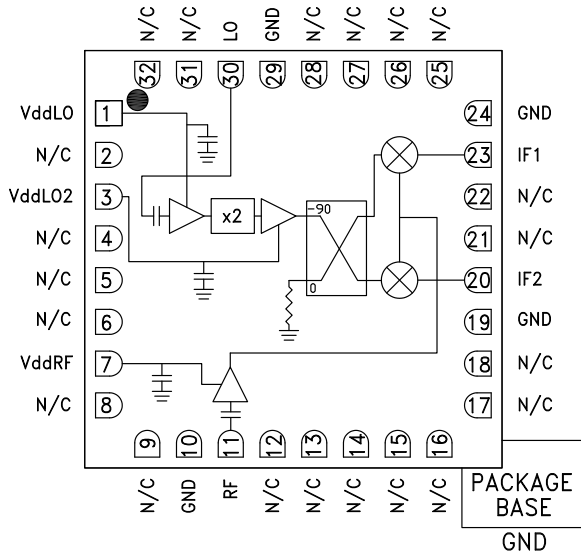 N/C N/C LO GND N/C N/C N/C N/C
32 31 30 29 28 27 26 25
VddLO 1
N/C 2
VddLO2 3
N/C 4
N/C 5
N/C 6
VddRF 7
N/C 8
24 GND
23 IF1
22 N/C
21 N/C
20 IF2
19 GND
18 N/C
17 N/C
x2
-90
0
9 10 11 12 13 14 15 16
N/C GND RF N/C N/C N/C N/C N/C
PACKAGE
BASE
GND